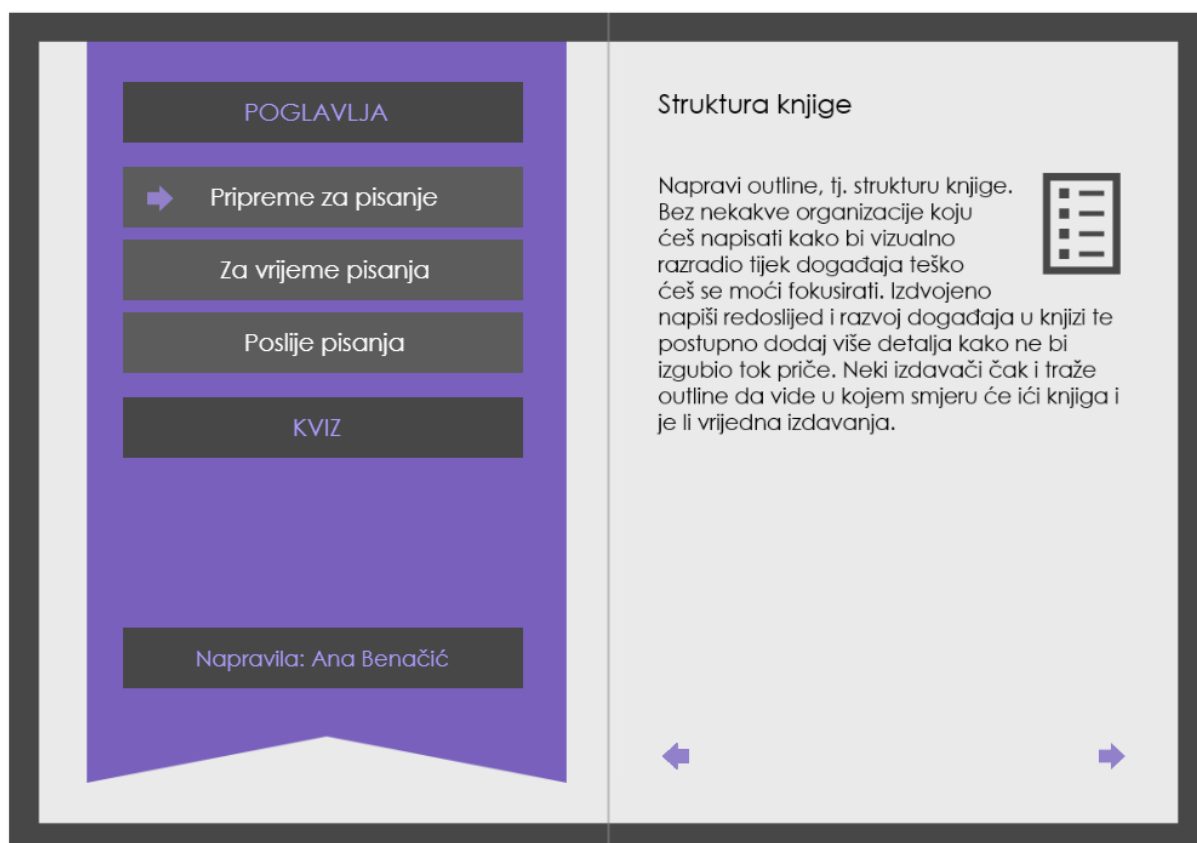 POGLAVLJA
Pripreme za pisanje
Za vrijeme pisanja
Poslije pisanja
KVIZ
Napravila: Ana Benačić
Struktura knjige
Napravi outline, tj. strukturu knjige.
Bez nekakve organizacije koju
ćeš napisati kako bi vizualno
razradio tijek događaja teško
ćeš se moći fokusirati. Izdvojeno
napiši redoslijed i razvoj događaja u knjizi te
postupno dodaj više detalja kako ne bi
izgubio tok priče. Neki izdavači čak i traže
outline da vide u kojem smjeru će ići knjiga i
je li vrijedna izdavanja.